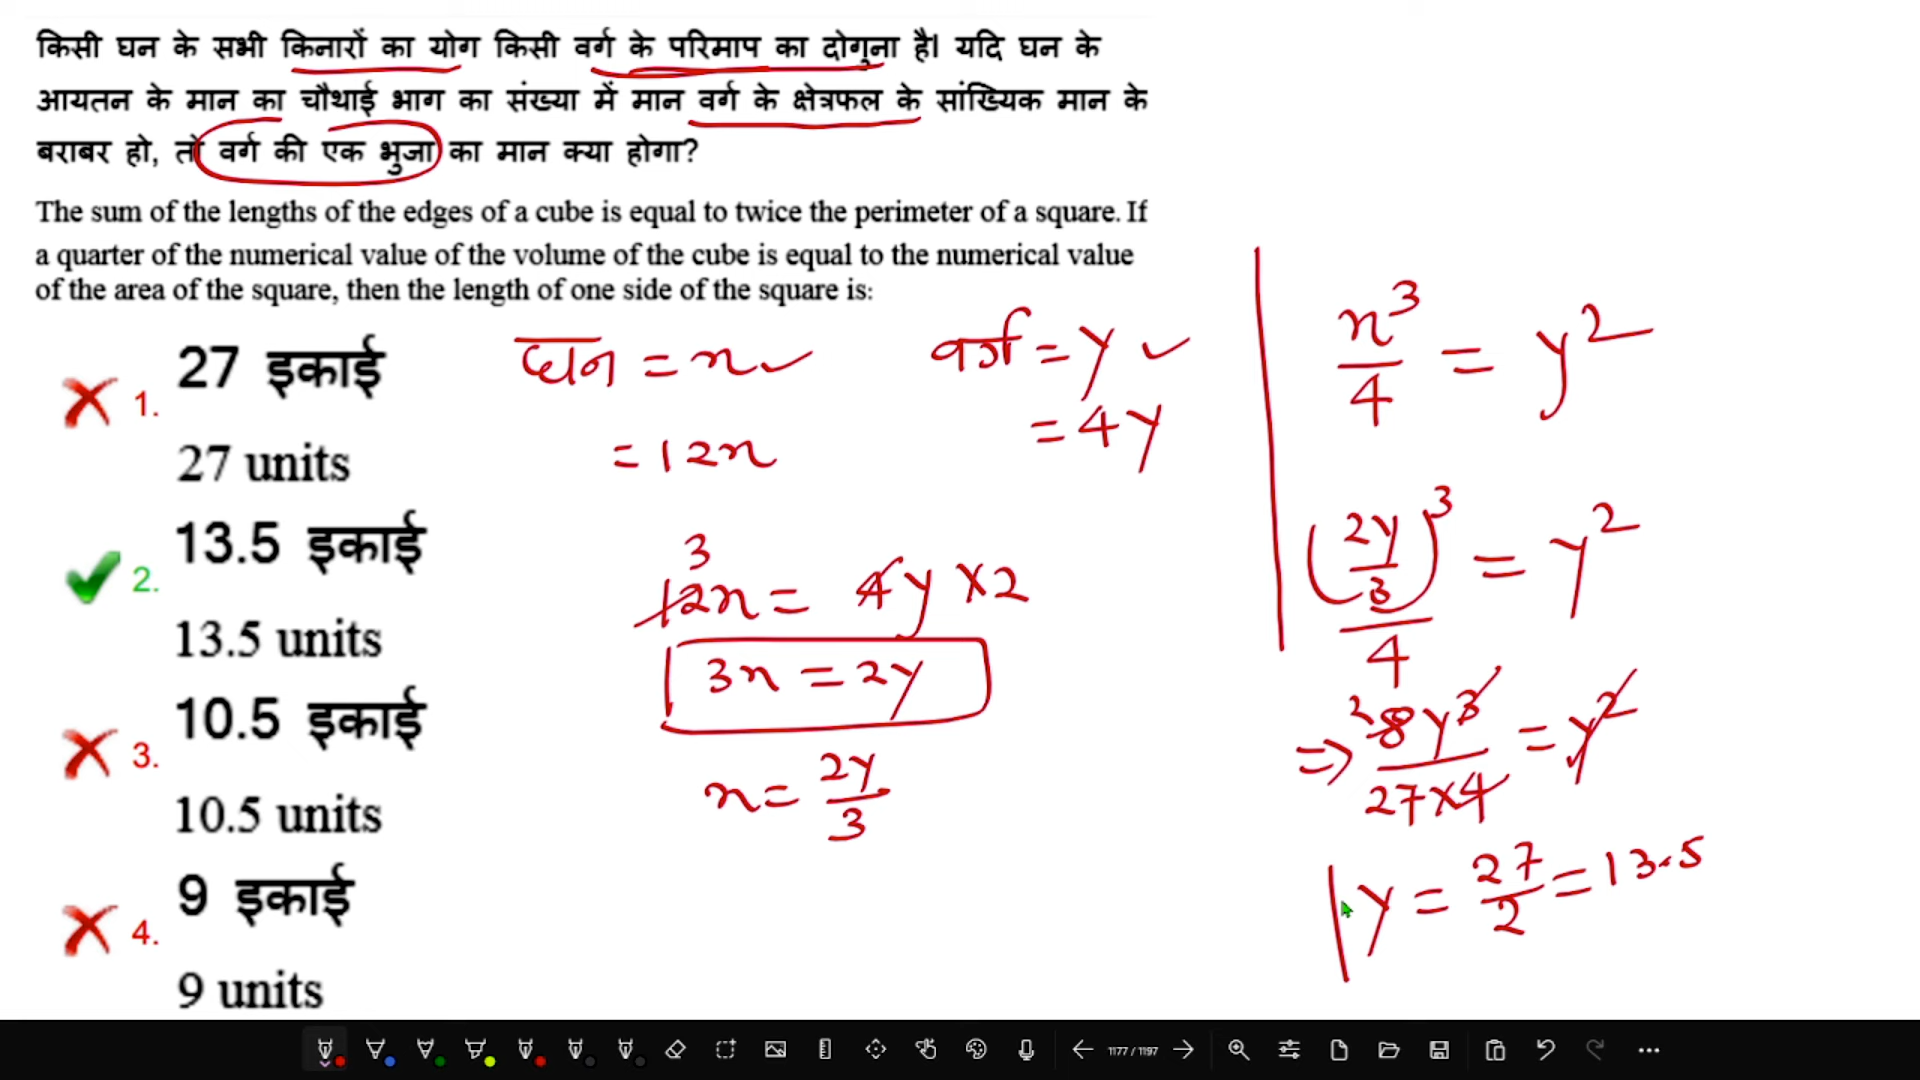 किसी घन के सभी किनारों का योग किसी वर्ग के परिमाप का दोगुना है। यदि घन के
आयतन के मान का चौथाई भाग का संख्या में मान वर्ग के क्षेत्रफल के सांख्यिक मान के
बराबर हो, तो वर्ग की एक भुजा का मान क्या होगा?
The sum of the lengths of the edges of a cube is equal to twice the perimeter of a square. If
a quarter of the numerical value of the volume of the cube is equal to the numerical value
of the area of the square, then the length of one side of the square is:
1. 27 इकाई
27 units
2. 13.5 इकाई
13.5 units
3. 10.5 इकाई
10.5 units
4. 9 इकाई
9 units
घन = x
= 12x
वर्ग = y
= 4y
3
12x = 4y × 2
3x = 2y
x = 2y/3
x³/4 = y²
(2y/3)³/4 = y²
⇒ 2 8y³/27×4 = y²
y = 27/2 = 13.5
1177 / 1197